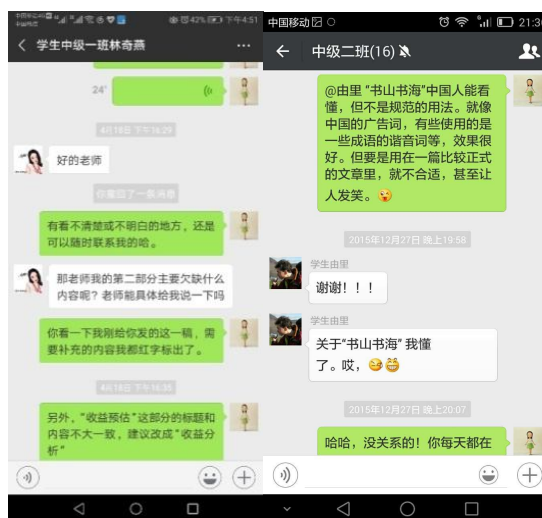 42%
下午4:51
学生中级一班林奇燕
24"
4月18日 下午14:29
好的老师
你撤回了一条消息
有看不清楚或不明白的地方，还是
可以随时联系我的哈。
那老师我的第二部分主要欠缺什么
内容呢？老师能具体给我说一下吗
你看一下我刚给你发的这一稿，需
要补充的内容我都红字标出了。
4月18日 下午14:35
另外，“收益预估”这部分的标题和
内容不大一致，建议改成“收益分
析”
中国移动
21:3
中级二班(16)
@由里 “书山书海”中国人能看
懂，但不是规范的用法。就像
中国的广告词，有些使用的是
一些成语的谐音词等，效果很
好。但要是用在一篇比较正式
的文章里，就不合适，甚至让
人发笑。
2015年12月27日 晚上19:58
学生由里
谢谢！！！
学生由里
关于“书山书海” 我懂
了。哎，
2015年12月27日 晚上20:07
哈哈，没关系的！你每天都在